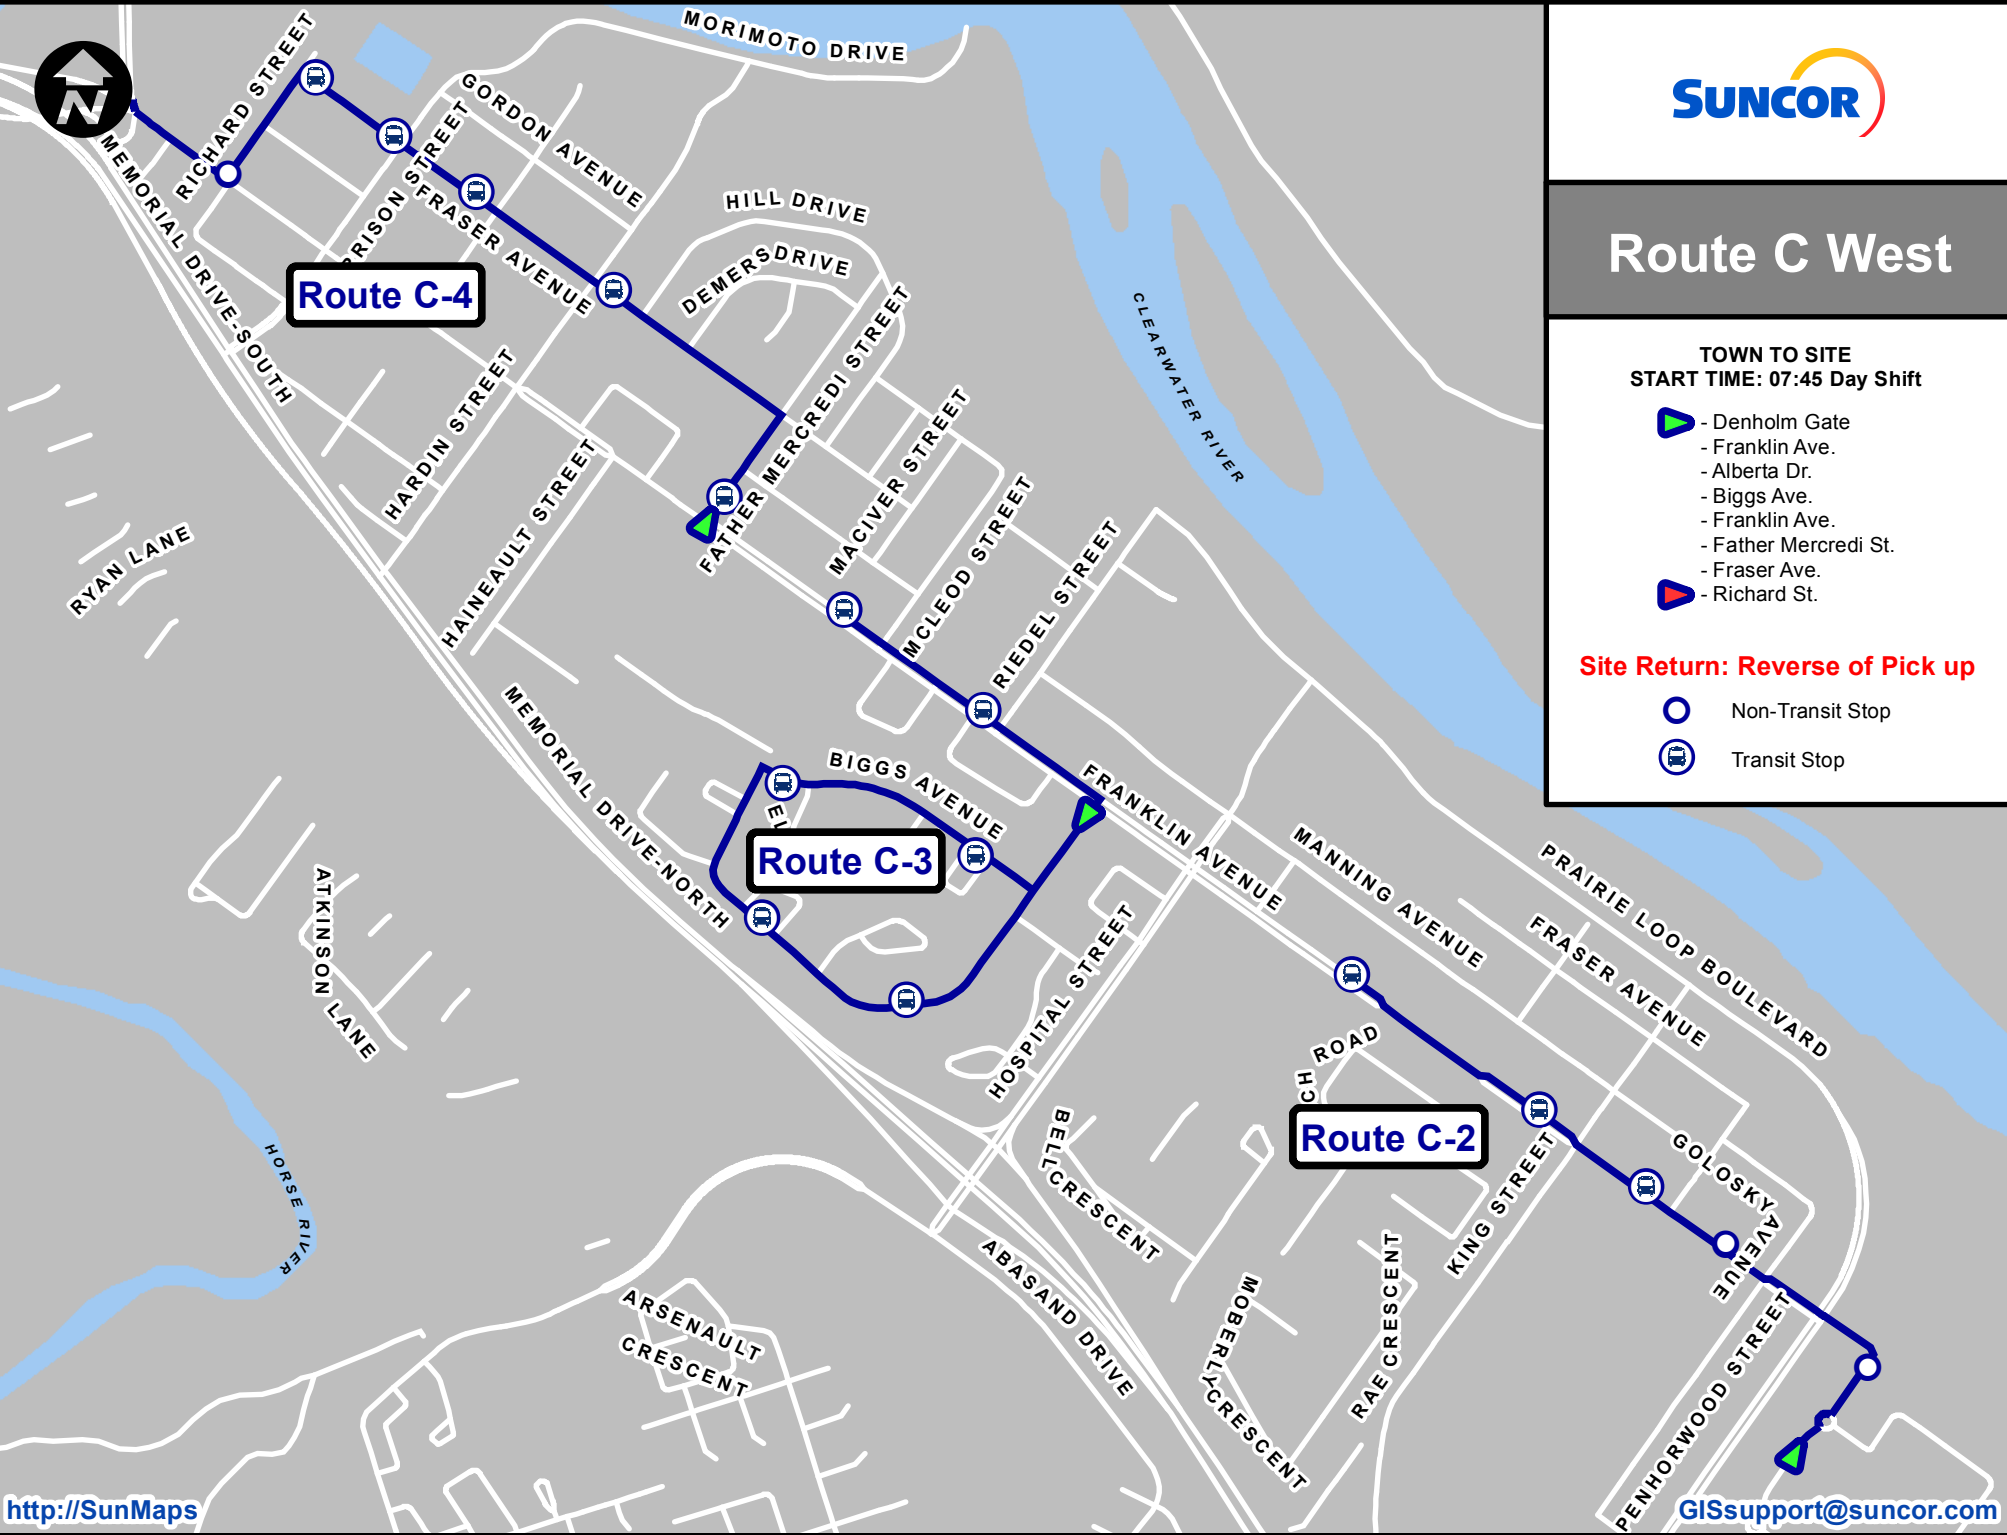 MORIMOTO DRIVE
RICHARD STREET
GORDON AVENUE
STREET
FRASER AVENUE
MEMORIAL DRIVE-SOUTH
HILL DRIVE
DEMERS DRIVE
Route C-4
HARDIN STREET
HAINEAULT STREET
FATHER MERCREDI STREET
MACIVER STREET
MCLEOD STREET
RIEDEL STREET
CLEARWATER RIVER
RYAN LANE
MEMORIAL DRIVE-NORTH
BIGGS AVENUE
Route C-3
FRANKLIN AVENUE
MANNING AVENUE
PRAIRIE LOOP BOULEVARD
FRASER AVENUE
ATKINSON LANE
HOSPITAL STREET
ROAD
Route C-2
BELL CRESCENT
GOLOSKY AVENUE
KING STREET
HORSE RIVER
ABASAND DRIVE
ARSENAULT
CRESCENT
MOBERLY CRESCENT
RAE CRESCENT
PENHORWOOD STREET
N
SUNCOR
Route C West
TOWN TO SITE
START TIME: 07:45 Day Shift
- Denholm Gate
- Franklin Ave.
- Alberta Dr.
- Biggs Ave.
- Franklin Ave.
- Father Mercredi St.
- Fraser Ave.
- Richard St.
Site Return: Reverse of Pick up
Non-Transit Stop
Transit Stop
http://SunMaps
GISsupport@suncor.com